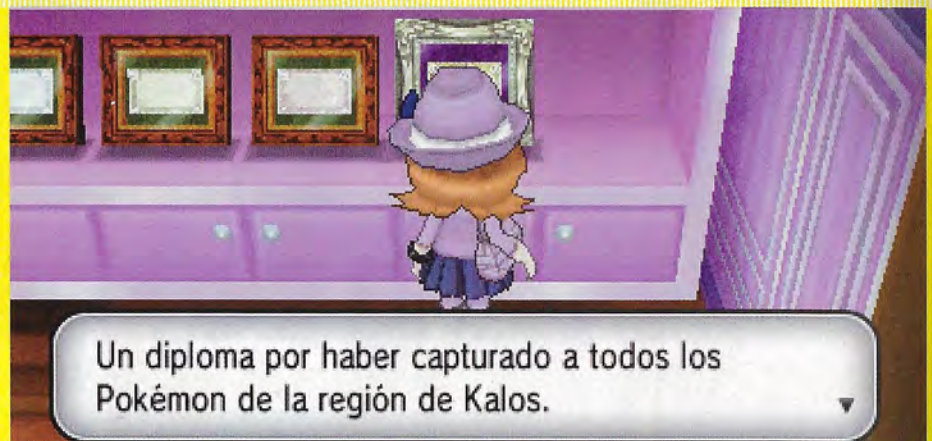 Un diploma por haber capturado a todos los
Pokémon de la región de Kalos.